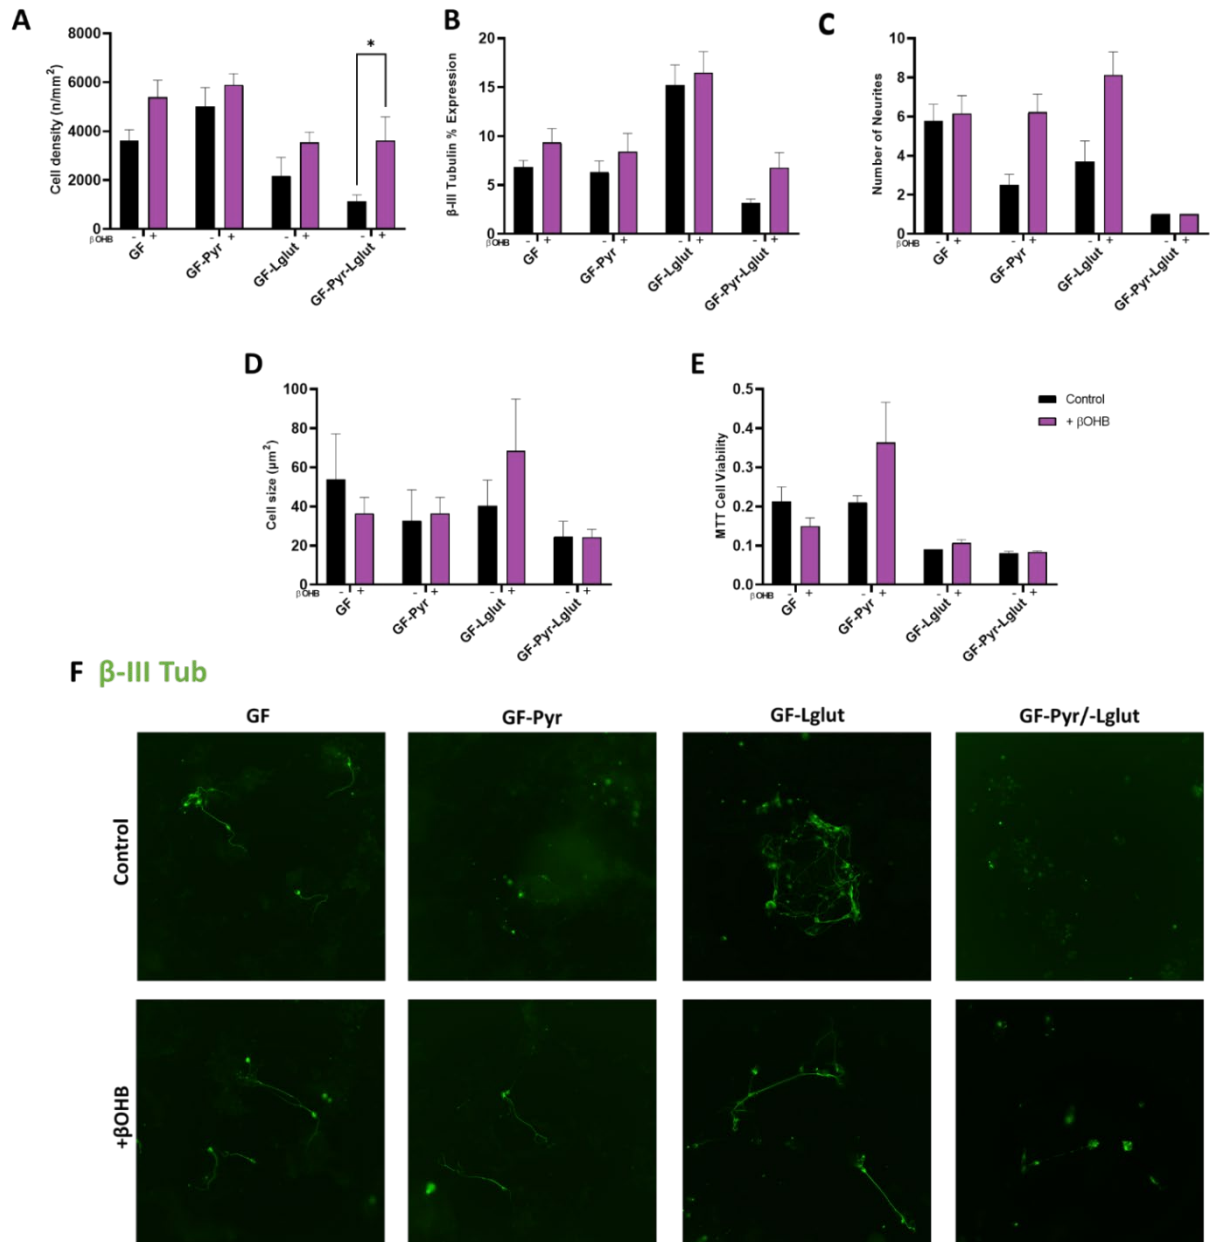 A
Cell density (n/mm²)
8000
6000
4000
2000
0
*
βOHB - + - + - + - +
GF GF-Pyr GF-Lglut GF-Pyr-Lglut
B
β-III Tubulin % Expression
20
15
10
5
0
βOHB - + - + - + - +
GF GF-Pyr GF-Lglut GF-Pyr-Lglut
C
Number of Neurites
10
8
6
4
2
0
βOHB - + - + - + - +
GF GF-Pyr GF-Lglut GF-Pyr-Lglut
D
Cell size (µm²)
100
80
60
40
20
0
βOHB - + - + - + - +
GF GF-Pyr GF-Lglut GF-Pyr-Lglut
E
MTT Cell Viability
0.5
0.4
0.3
0.2
0.1
0.0
βOHB - + - + - + - +
GF GF-Pyr GF-Lglut GF-Pyr-Lglut
Control
+ βOHB
F β-III Tub
GF GF-Pyr GF-Lglut GF-Pyr/-Lglut
Control
+βOHB